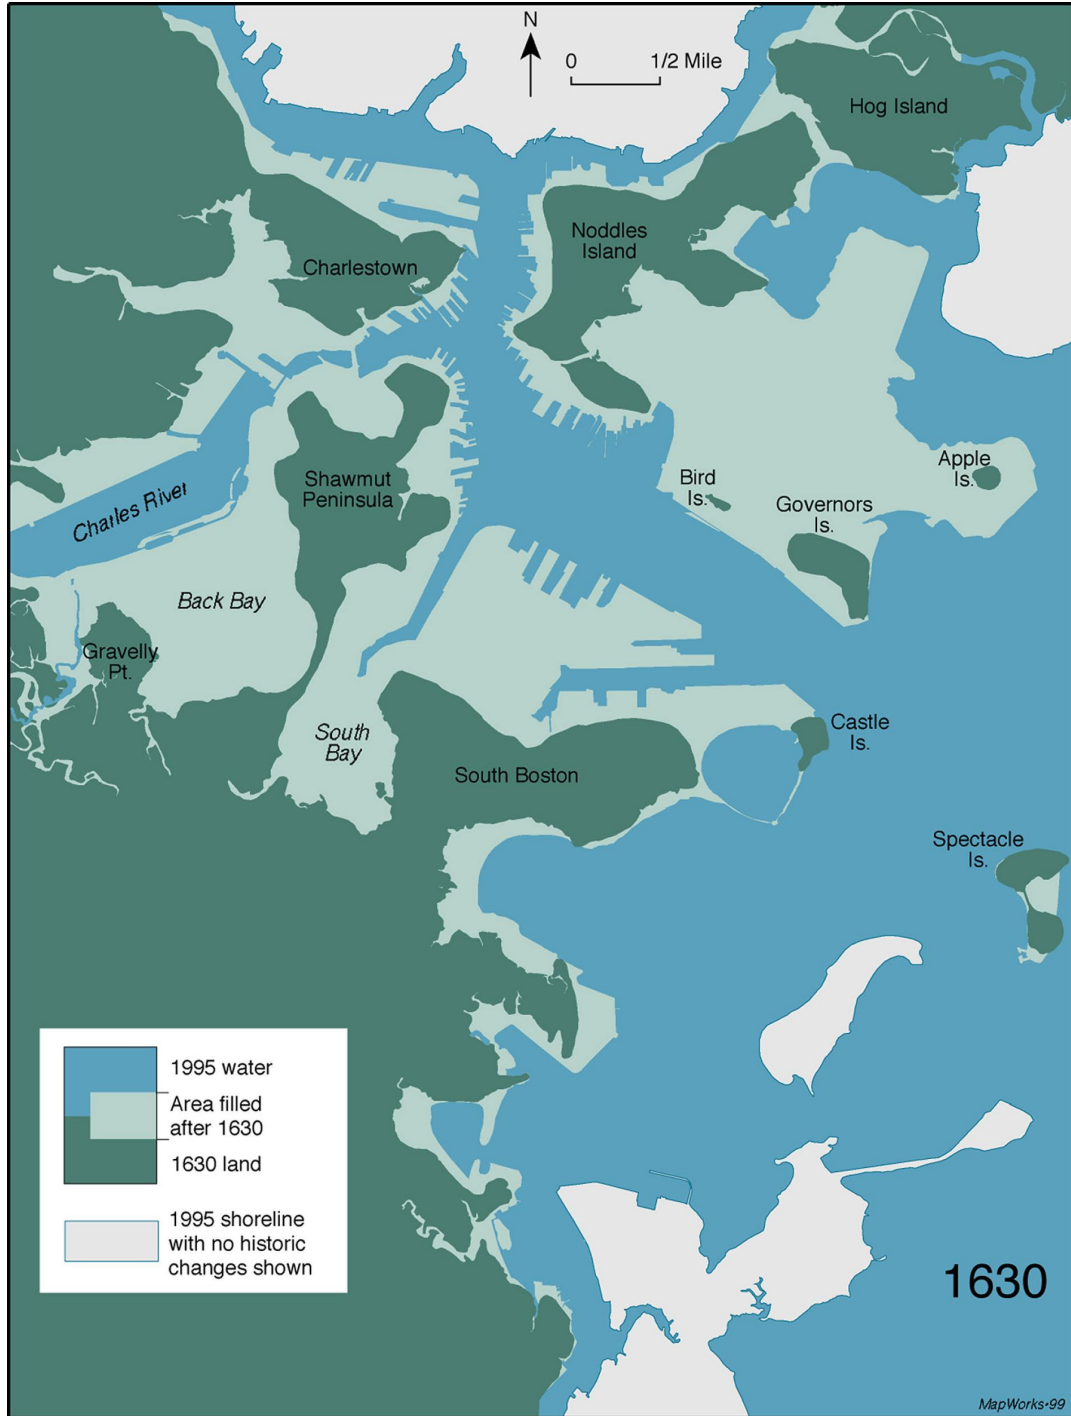 N
0 1/2 Mile
Hog Island
Noddles
Island
Charlestown
Apple
Is.
Bird
Is.
Governors
Is.
Shawmut
Peninsula
Charles River
Back Bay
Gravelly
Pt.
South
Bay
Castle
Is.
South Boston
Spectacle
Is.
1995 water
Area filled
after 1630
1630 land
1995 shoreline
with no historic
changes shown
1630
MapWorks•99